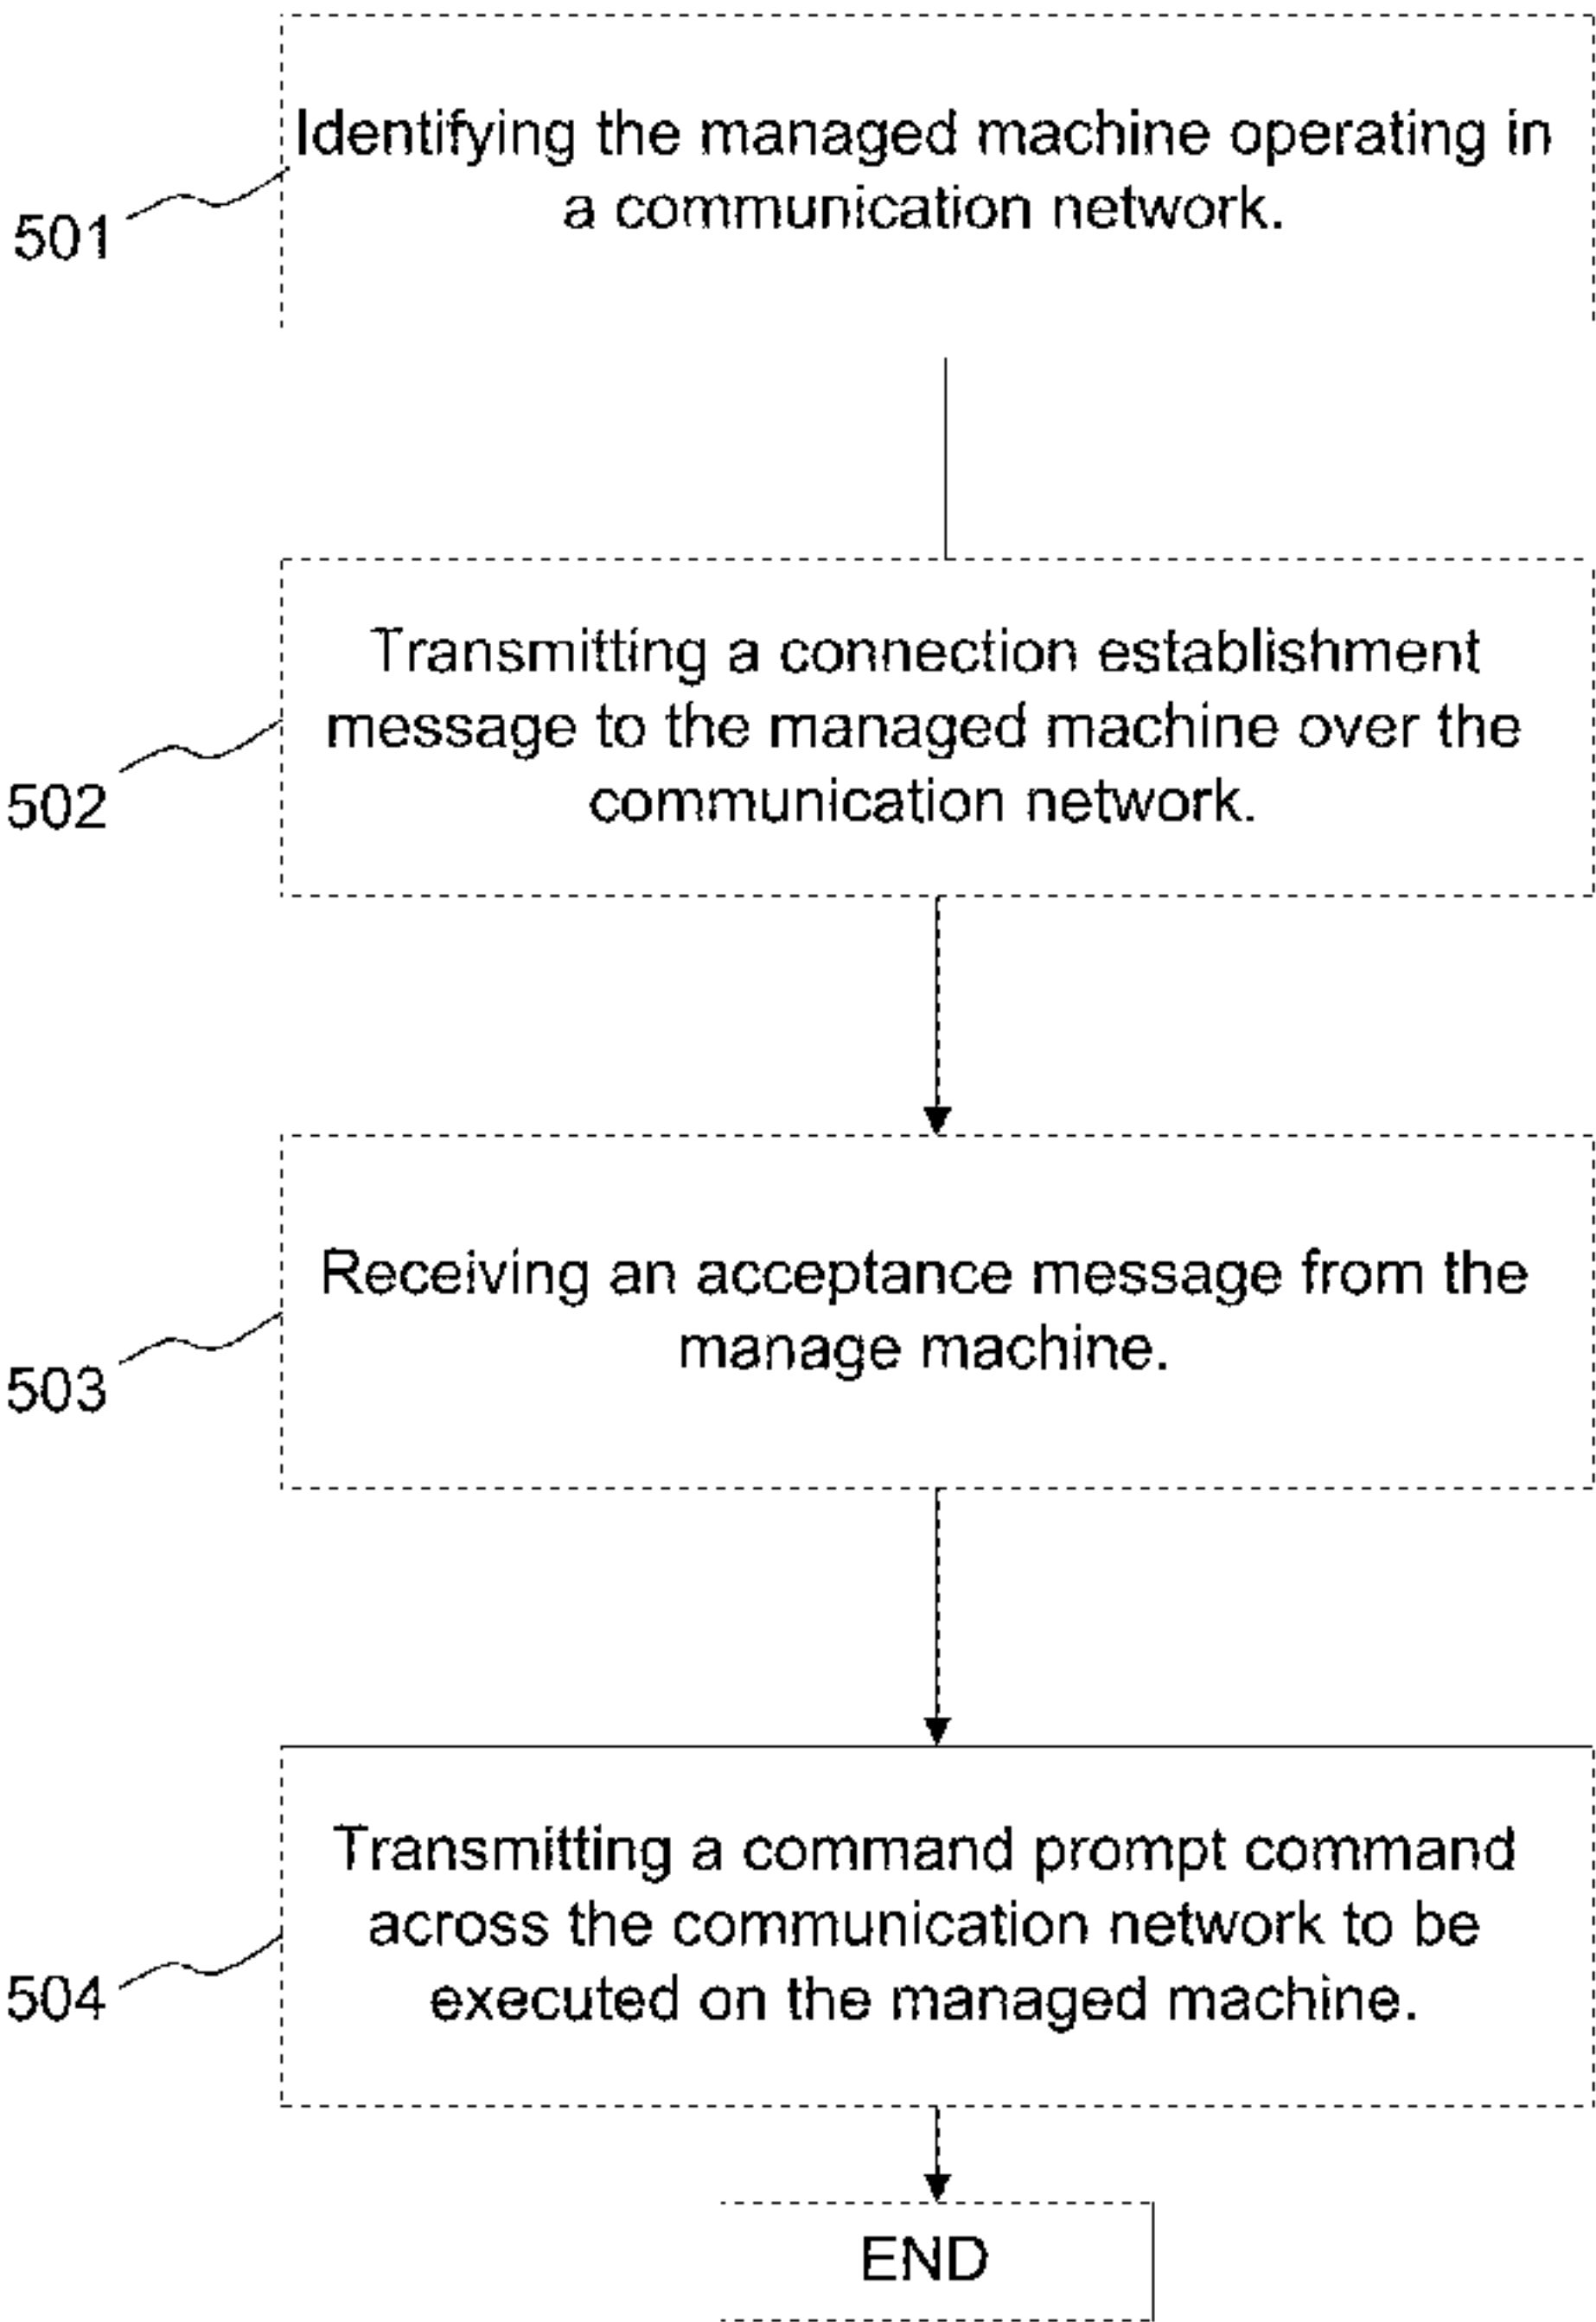 Identifying the managed machine operating in
a communication network.
501
Transmitting a connection establishment
message to the managed machine over the
communication network.
502
Receiving an acceptance message from the
manage machine.
503
Transmitting a command prompt command
across the communication network to be
executed on the managed machine.
504
END